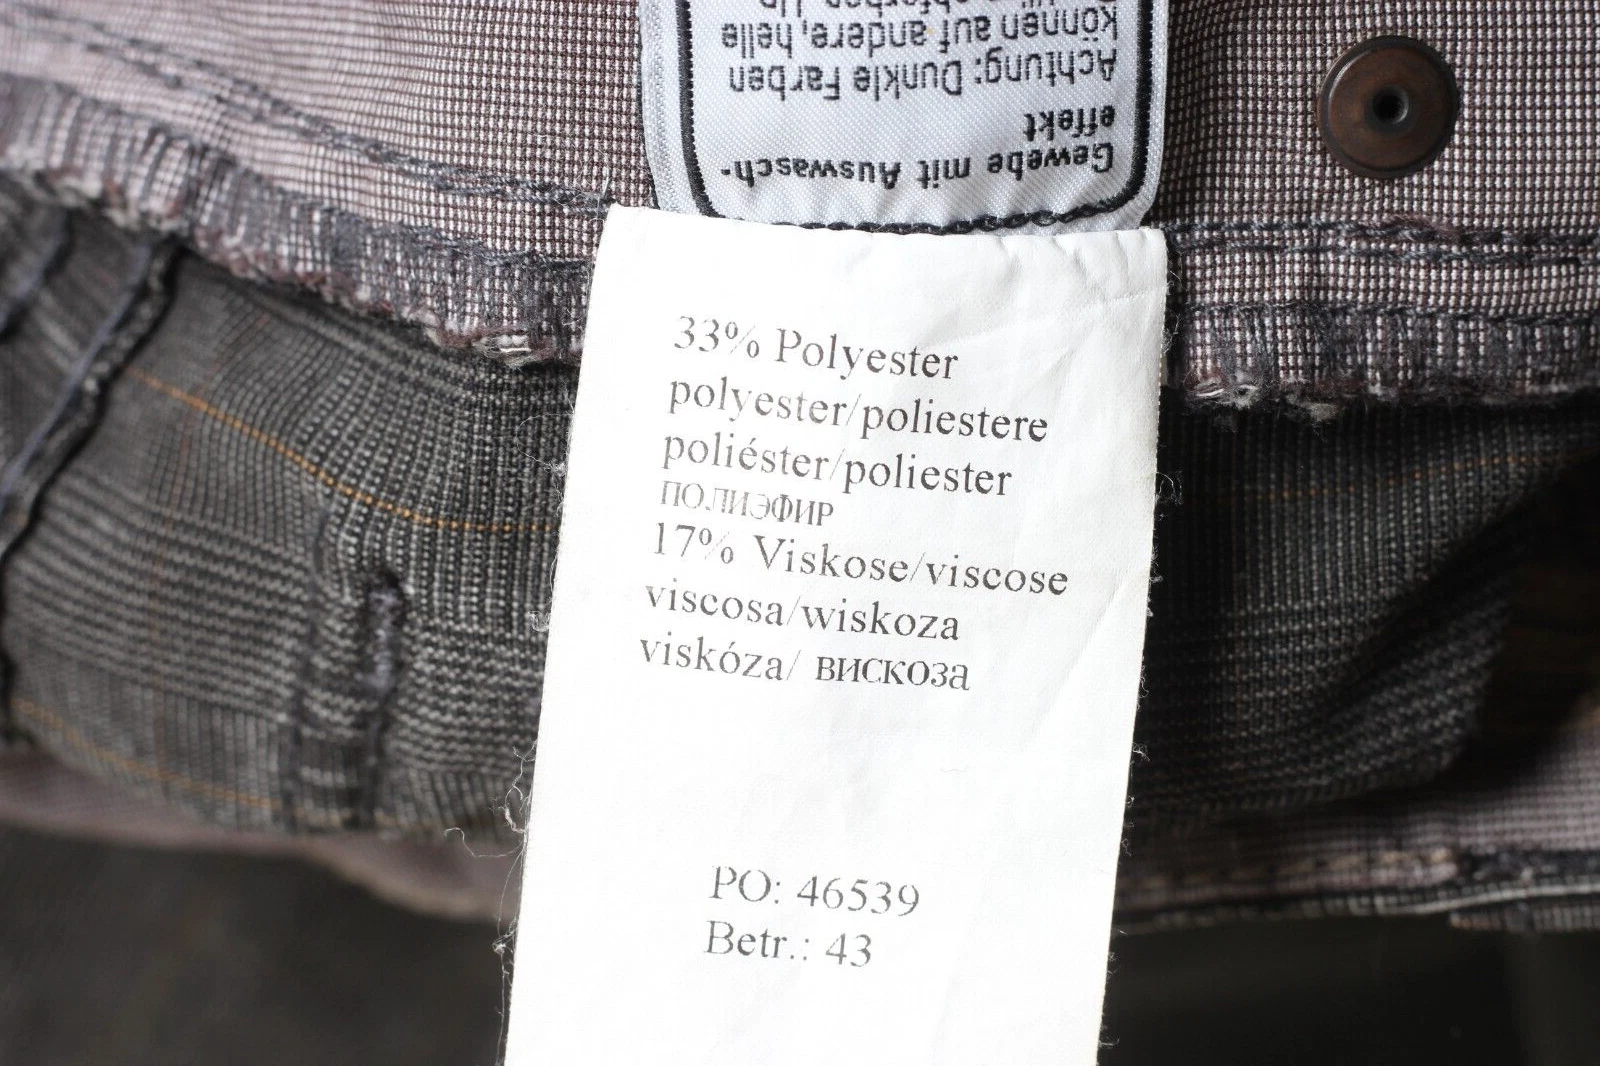 33% Polyester
polyester/poliestere
poliéster/poliester
ПОЛИЭФИР
17% Viskose/viscose
viscosa/wiskoza
viskóza/ ВИСКОЗА
PO: 46539
Betr.: 43
Gewebe mit Auswasch-
effekt
Achtung: Dunkle Farben
können auf andere, helle